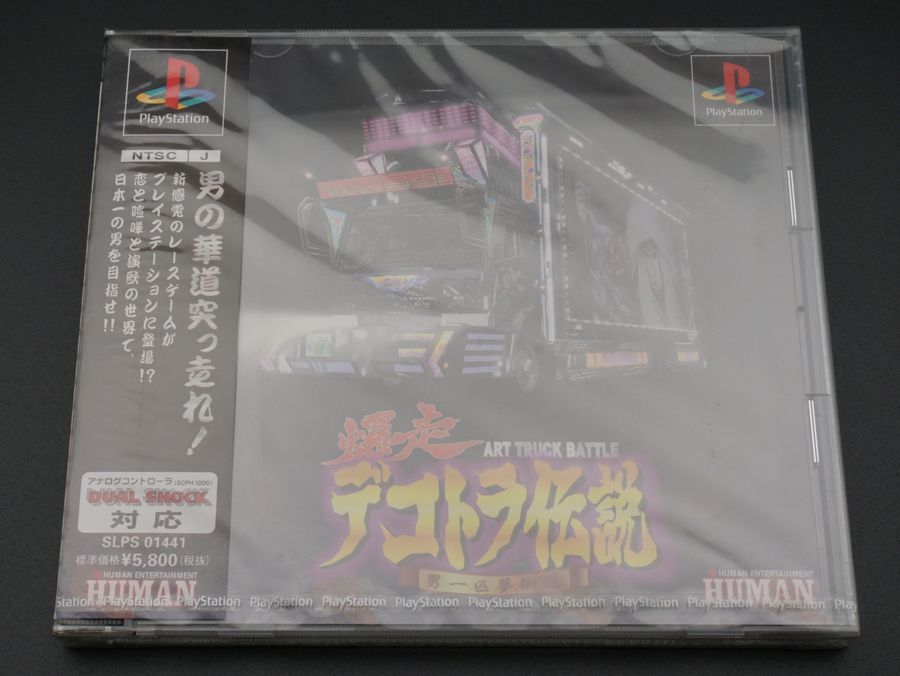 PlayStation
NTSC J
男の華道突っ走れ!
新感覚のレースゲームが
プレイステーションに登場!?
恋と喧嘩と演歌の世界で、
日本一の男を目指せ!!
アナログコントローラ(SCPH1200)
DUAL SHOCK
対応
SLPS 01441
標準価格¥5,800(税抜)
HUMAN ENTERTAINMENT
HUMAN
PlayStation
爆走
ART TRUCK BATTLE
デコトラ伝説
男一匹夢
HUMAN ENTERTAINMENT
HUMAN
Station PlayStation PlayStation PlayStation PlayStation PlayStation PlayStation PlayStation PlayStation PlayStation PlayStation Pla